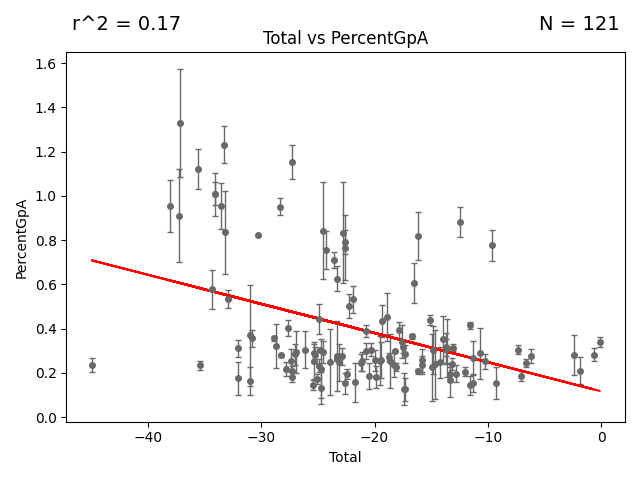 r^2 = 0.17
N = 121
Total vs PercentGpA
1.6
1.4
1.2
1.0
0.8
0.6
0.4
0.2
0.0
PercentGpA
−40
−30
−20
−10
0
Total